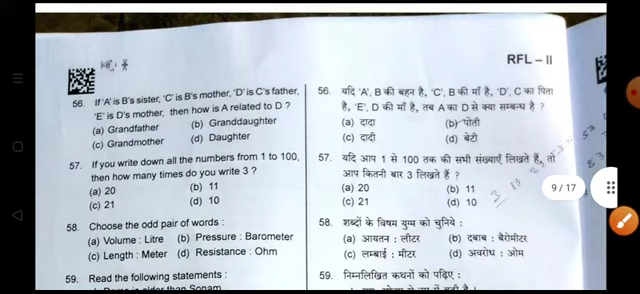 RFL – II
56. If 'A' is B's sister, 'C' is B's mother, 'D' is C's father,
'E' is D's mother, then how is A related to D ?
(a) Grandfather (b) Granddaughter
(c) Grandmother (d) Daughter
57. If you write down all the numbers from 1 to 100,
then how many times do you write 3 ?
(a) 20 (b) 11
(c) 21 (d) 10
58. Choose the odd pair of words :
(a) Volume : Litre (b) Pressure : Barometer
(c) Length : Meter (d) Resistance : Ohm
59. Read the following statements :
56. यदि 'A', B की बहन है, 'C', B की माँ है, 'D', C का पिता
है, 'E', D की माँ है, तब A का D से क्या सम्बन्ध है ?
(a) दादा (b) पोती
(c) दादी (d) बेटी
57. यदि आप 1 से 100 तक की सभी संख्याएँ लिखते हैं, तो
आप कितनी बार 3 लिखते हैं ?
(a) 20 (b) 11
(c) 21 (d) 10
3 13 23
53
9 / 17
58. शब्दों के विषम युग्म को चुनिये :
(a) आयतन : लीटर (b) दबाब : बैरोमीटर
(c) लम्बाई : मीटर (d) अवरोध : ओम
59. निम्नलिखित कथनों को पढ़िए :